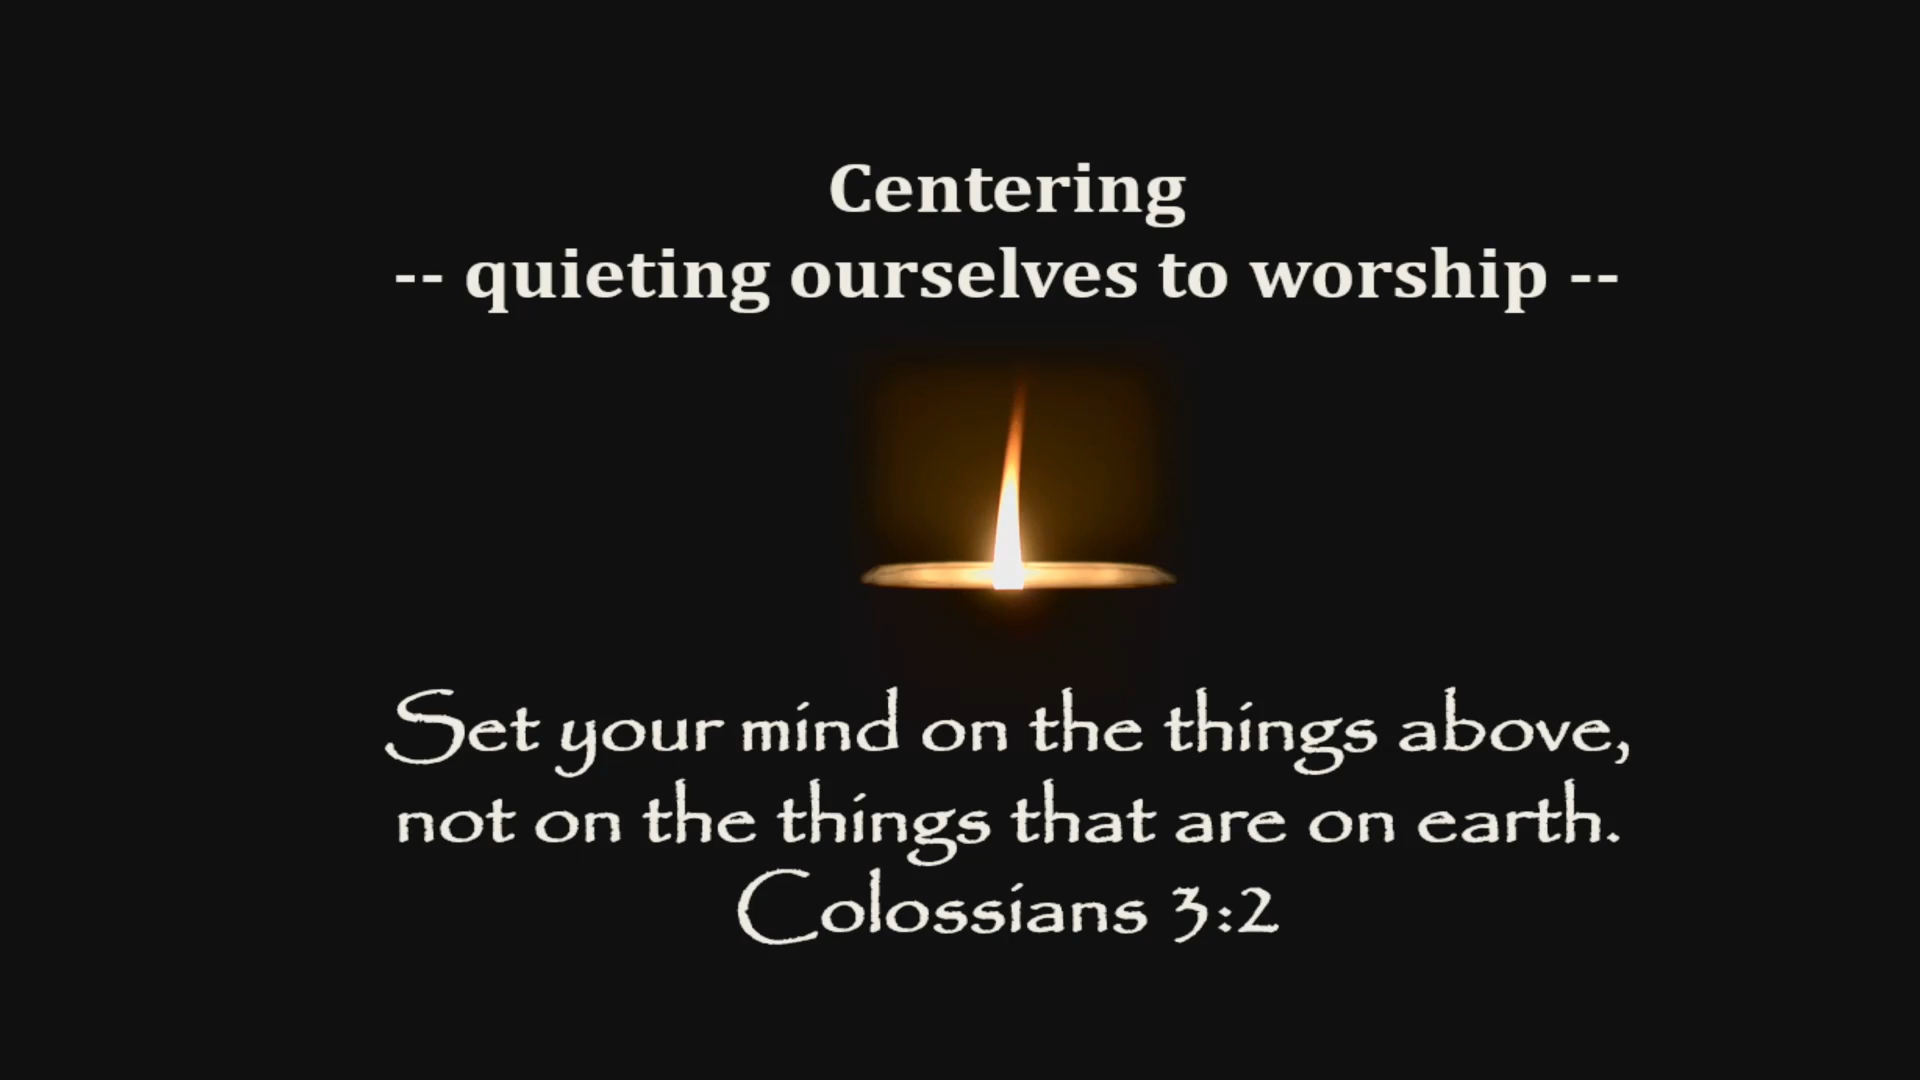 Centering
-- quieting ourselves to worship --
Set your mind on the things above,
not on the things that are on earth.
Colossians 3:2